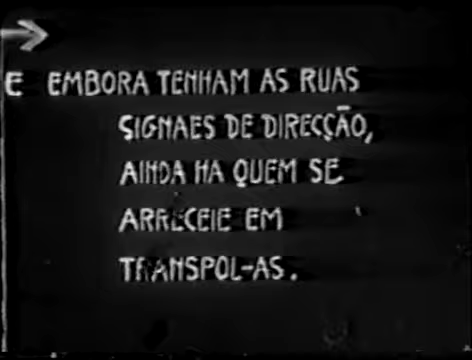 E EMBORA TENHAM AS RUAS
SIGNAES DE DIRECÇÃO,
AINDA HA QUEM SE
ARRECEIE EM
TRANSPOL-AS.